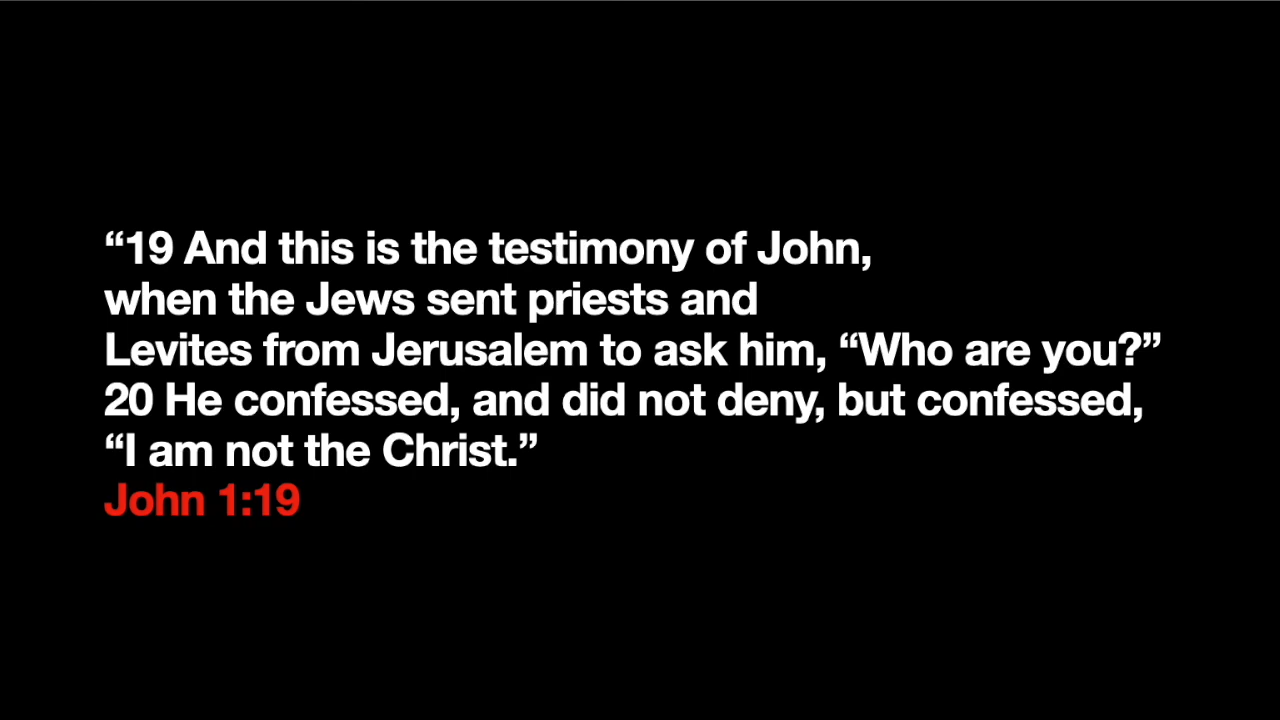 “19 And this is the testimony of John,
when the Jews sent priests and
Levites from Jerusalem to ask him, “Who are you?”
20 He confessed, and did not deny, but confessed,
“I am not the Christ.”
John 1:19